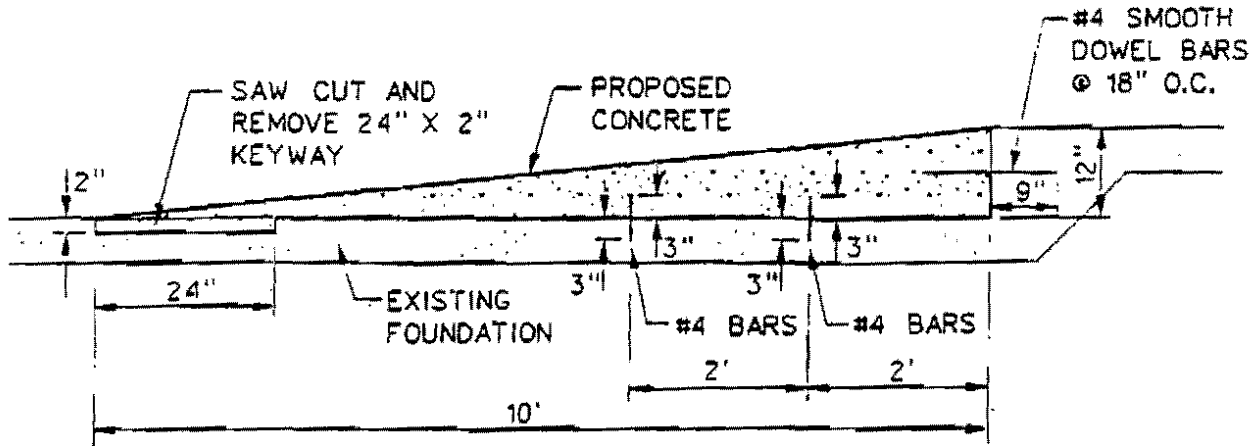 #4 SMOOTH
DOWEL BARS
@ 18" O.C.
SAW CUT AND
REMOVE 24" X 2"
KEYWAY
PROPOSED
CONCRETE
2"
12"
9"
3"
3"
3"
3"
24"
EXISTING
FOUNDATION
#4 BARS
#4 BARS
2'
2'
10'